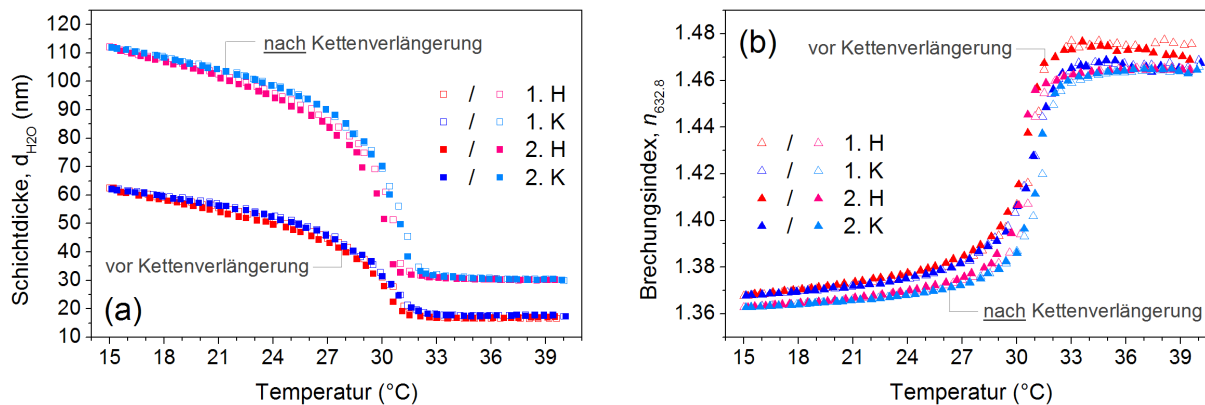 120
110
100
90
80
70
60
50
40
30
20
10
Schichtdicke, d_H2O (nm)
nach Kettenverlängerung
/ 1. H
/ 1. K
/ 2. H
/ 2. K
vor Kettenverlängerung
(a)
15 18 21 24 27 30 33 36 39
Temperatur (°C)
1.48
1.46
1.44
1.42
1.40
1.38
1.36
Brechungsindex, n_632.8
(b)
vor Kettenverlängerung
/ 1. H
/ 1. K
/ 2. H
/ 2. K
nach Kettenverlängerung
15 18 21 24 27 30 33 36 39
Temperatur (°C)